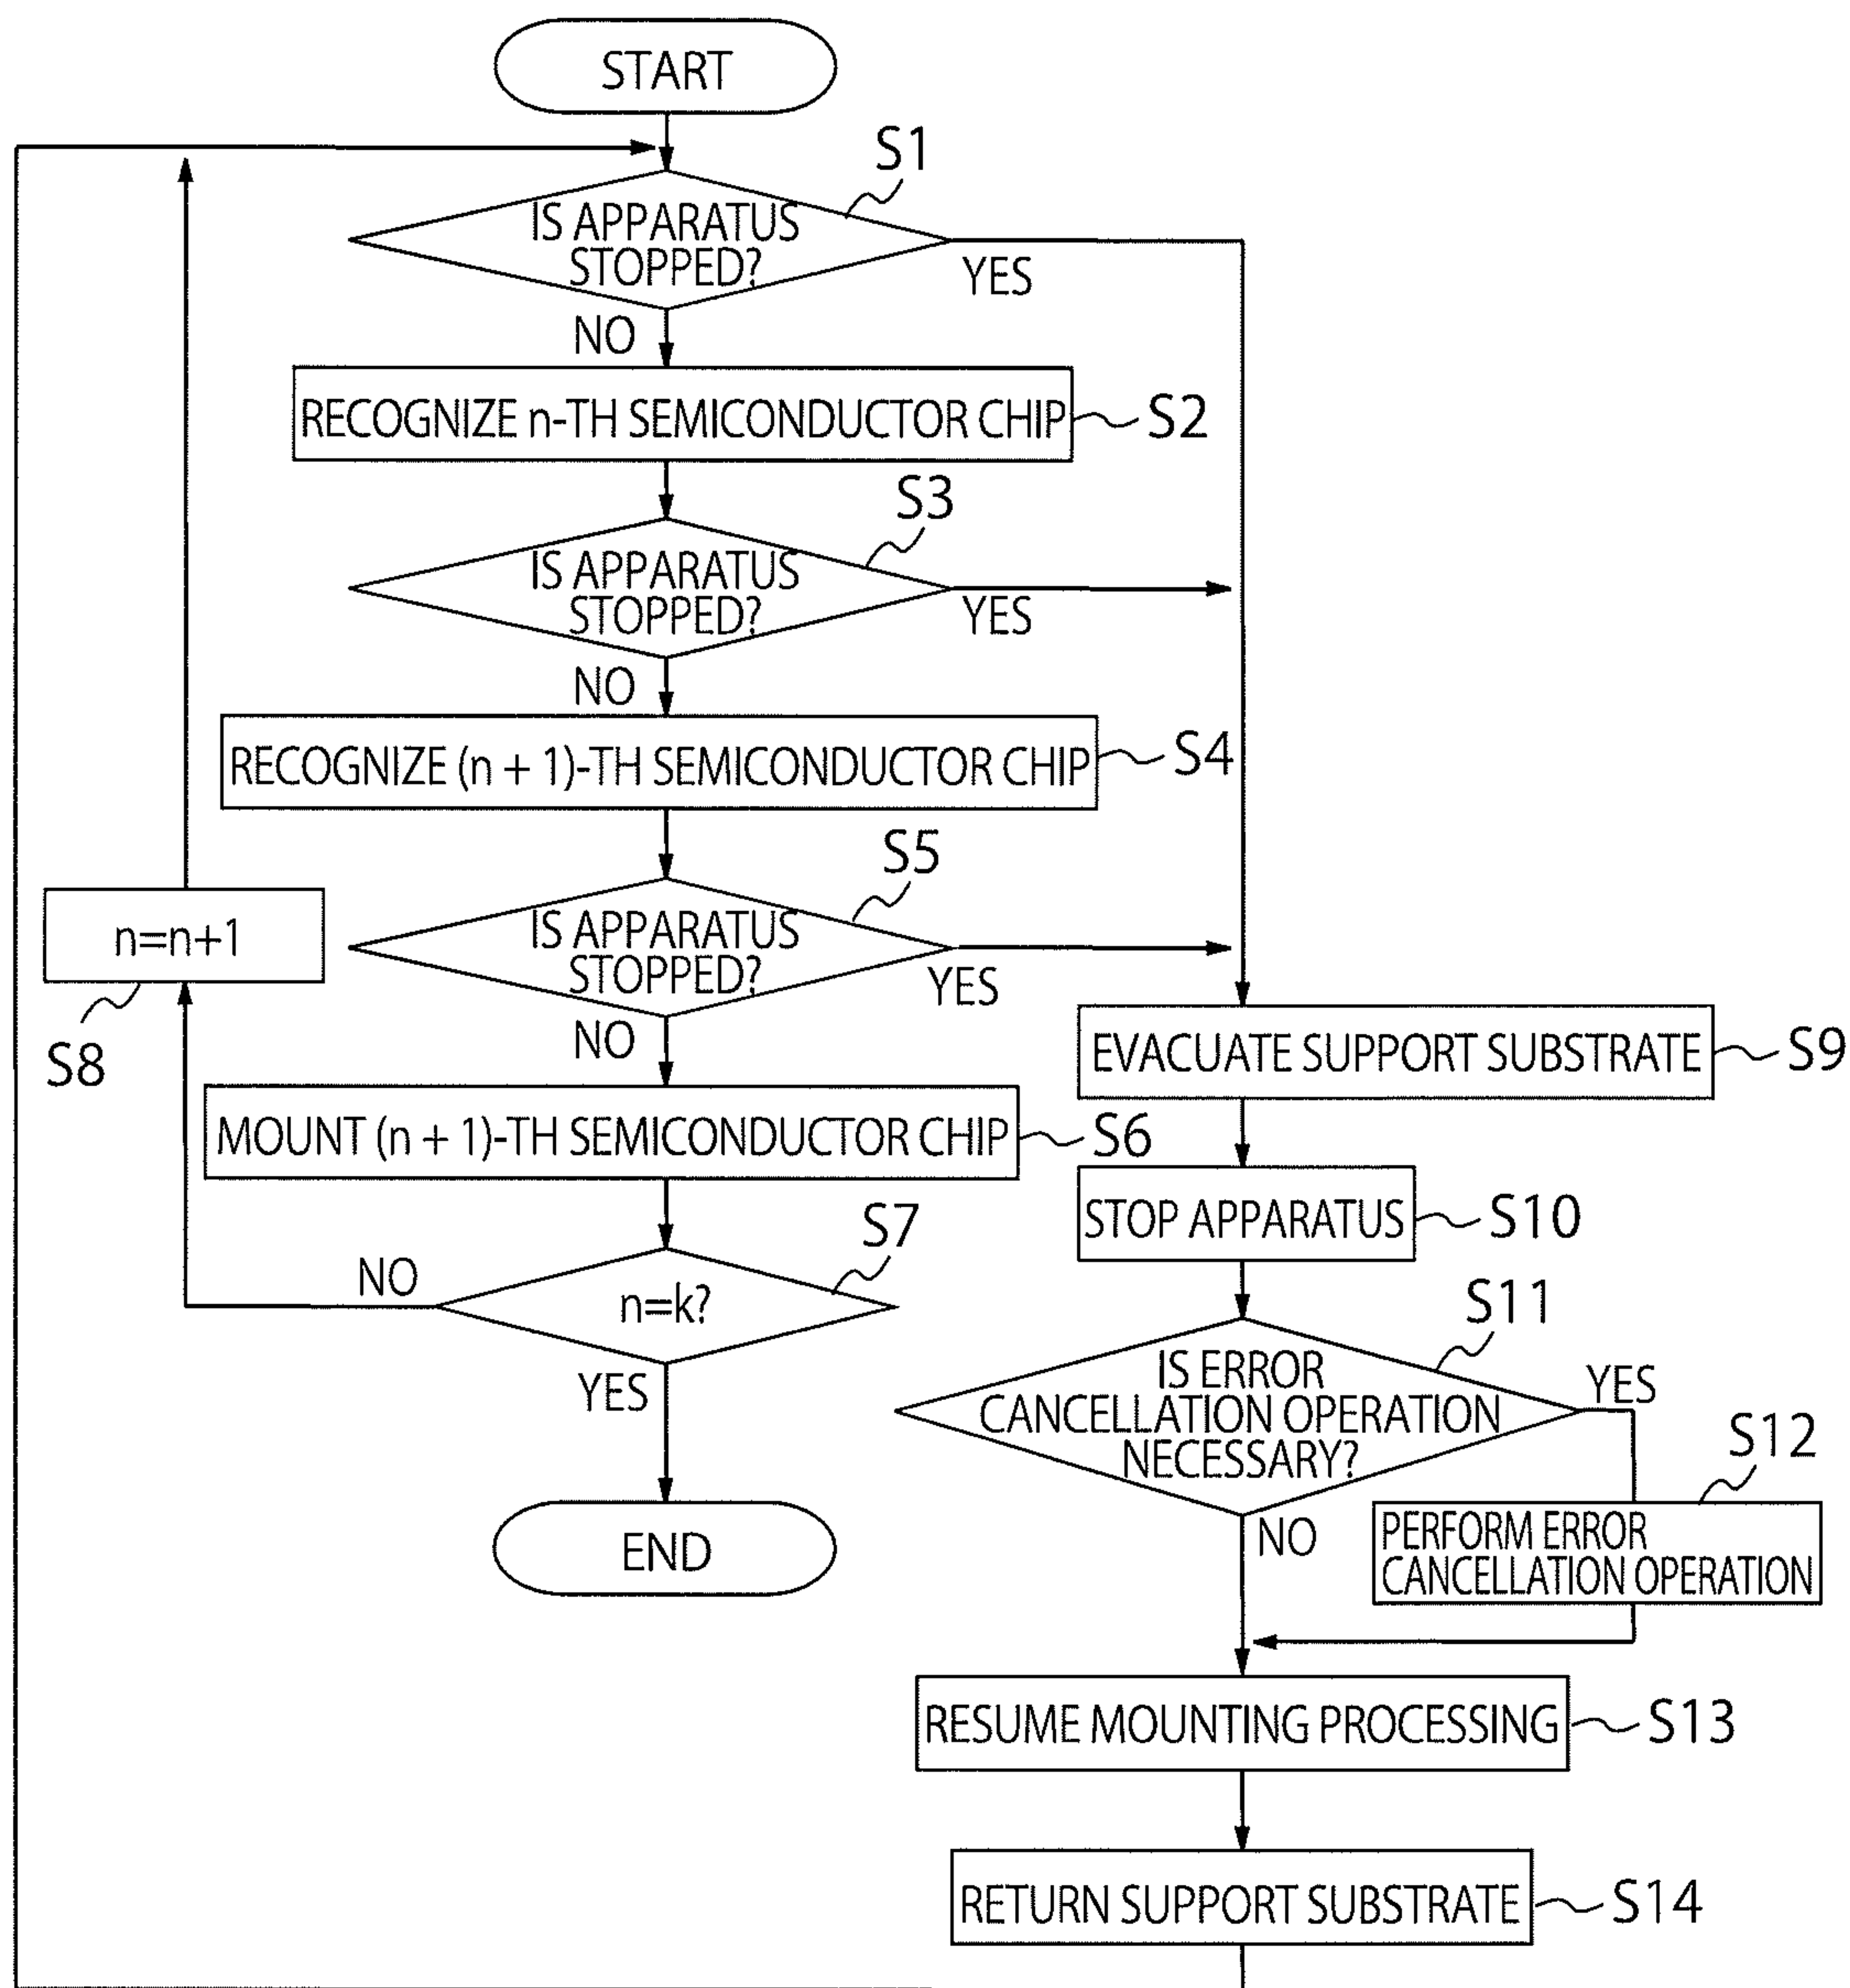 START
S1
IS APPARATUS
STOPPED?
YES
NO
RECOGNIZE n-TH SEMICONDUCTOR CHIP
S2
S3
IS APPARATUS
STOPPED?
YES
NO
RECOGNIZE (n + 1)-TH SEMICONDUCTOR CHIP
S4
S5
IS APPARATUS
STOPPED?
YES
NO
n=n+1
S8
MOUNT (n + 1)-TH SEMICONDUCTOR CHIP
S6
S7
n=k?
NO
YES
END
EVACUATE SUPPORT SUBSTRATE
S9
STOP APPARATUS
S10
S11
IS ERROR
CANCELLATION OPERATION
NECESSARY?
YES
NO
S12
PERFORM ERROR
CANCELLATION OPERATION
RESUME MOUNTING PROCESSING
S13
RETURN SUPPORT SUBSTRATE
S14